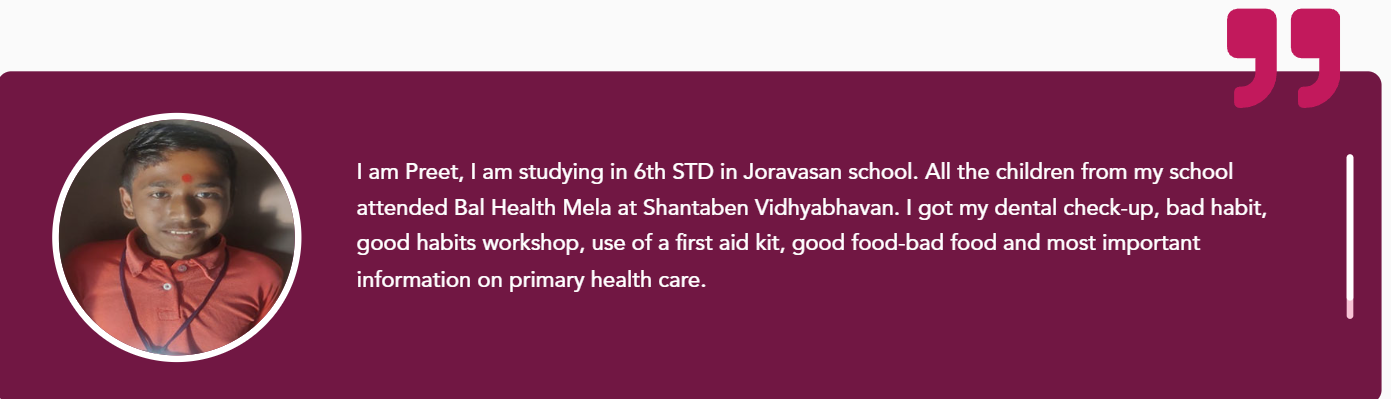 I am Preet, I am studying in 6th STD in Joravasan school. All the children from my school
attended Bal Health Mela at Shantaben Vidhyabhavan. I got my dental check-up, bad habit,
good habits workshop, use of a first aid kit, good food-bad food and most important
information on primary health care.